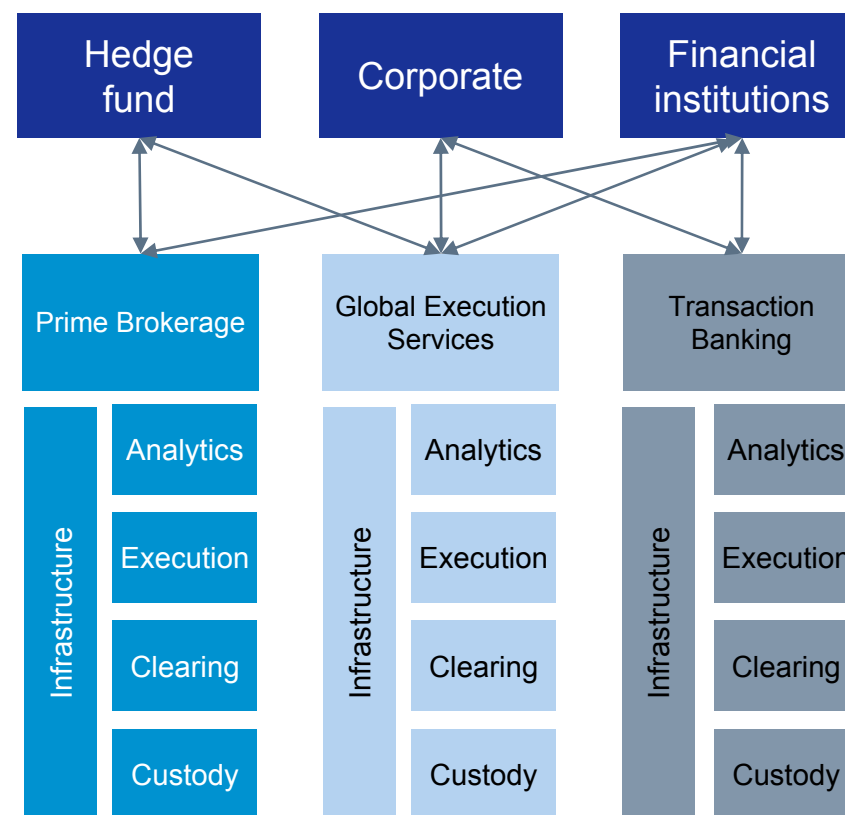 Hedge
fund
Corporate
Financial
institutions
Prime Brokerage
Global Execution
Services
Transaction
Banking
Infrastructure
Analytics
Execution
Clearing
Custody
Infrastructure
Analytics
Execution
Clearing
Custody
Infrastructure
Analytics
Execution
Clearing
Custody